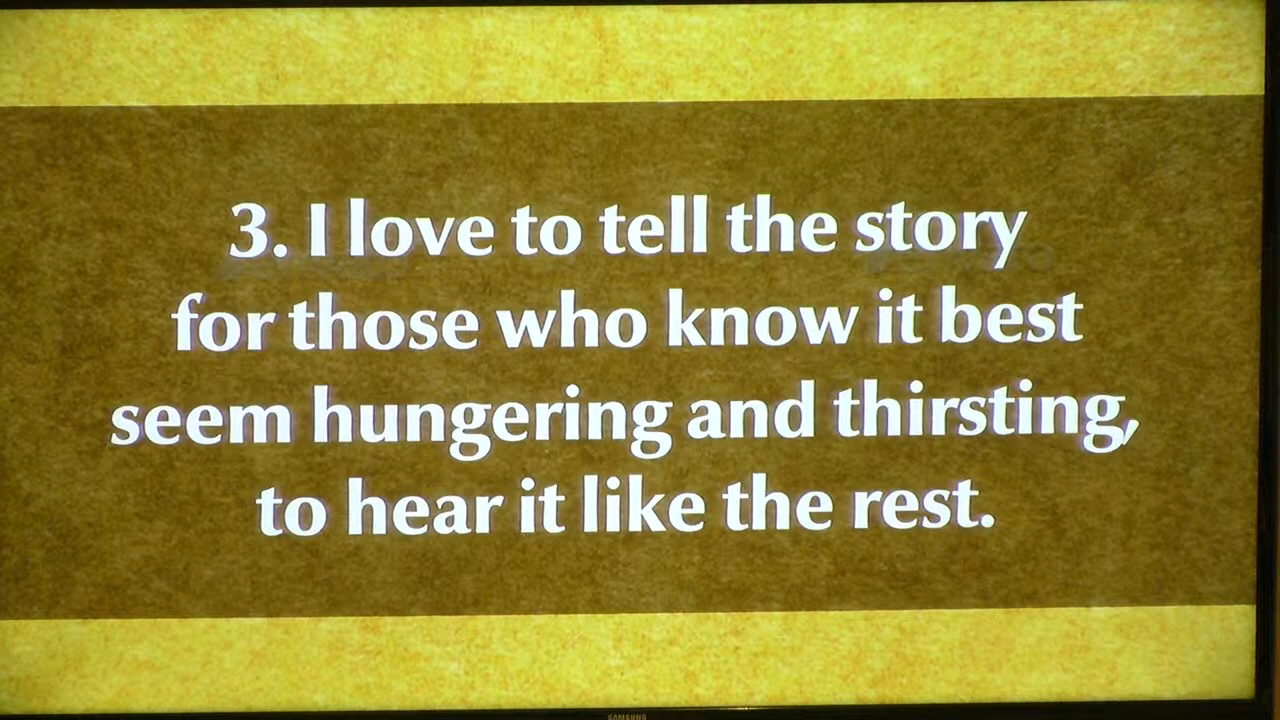 3. I love to tell the story
for those who know it best
seem hungering and thirsting,
to hear it like the rest.
SAMSUNG